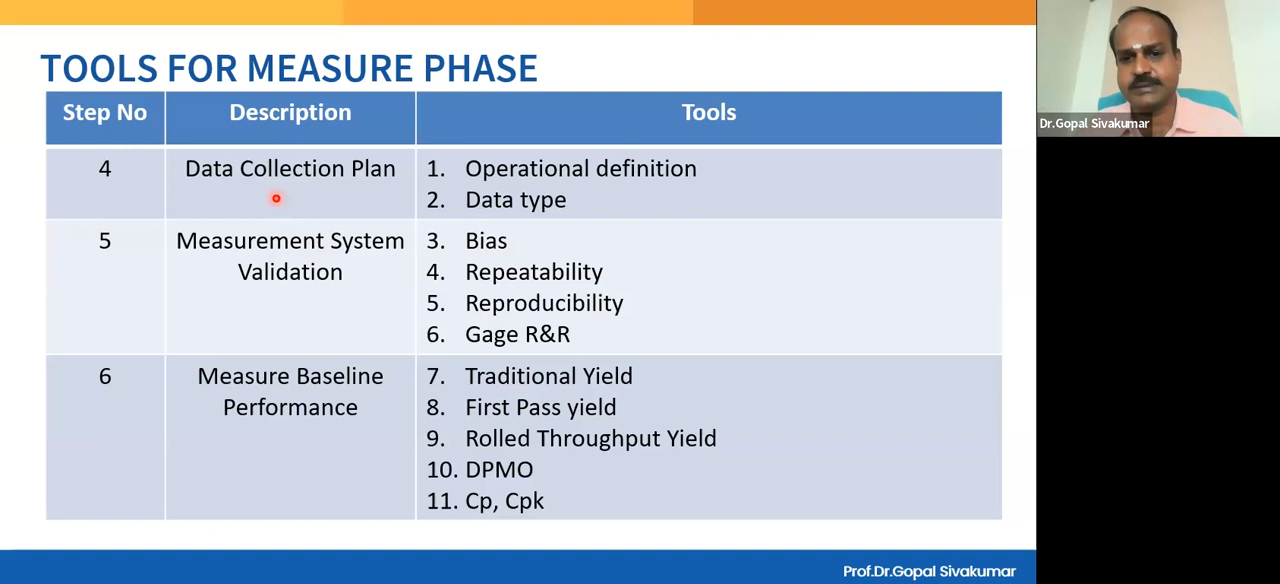 TOOLS FOR MEASURE PHASE
Step No Description Tools
4 Data Collection Plan 1. Operational definition
2. Data type
5 Measurement System 3. Bias
Validation 4. Repeatability
5. Reproducibility
6. Gage R&R
6 Measure Baseline 7. Traditional Yield
Performance 8. First Pass yield
9. Rolled Throughput Yield
10. DPMO
11. Cp, Cpk
Prof.Dr.Gopal Sivakumar
Dr.Gopal Sivakumar